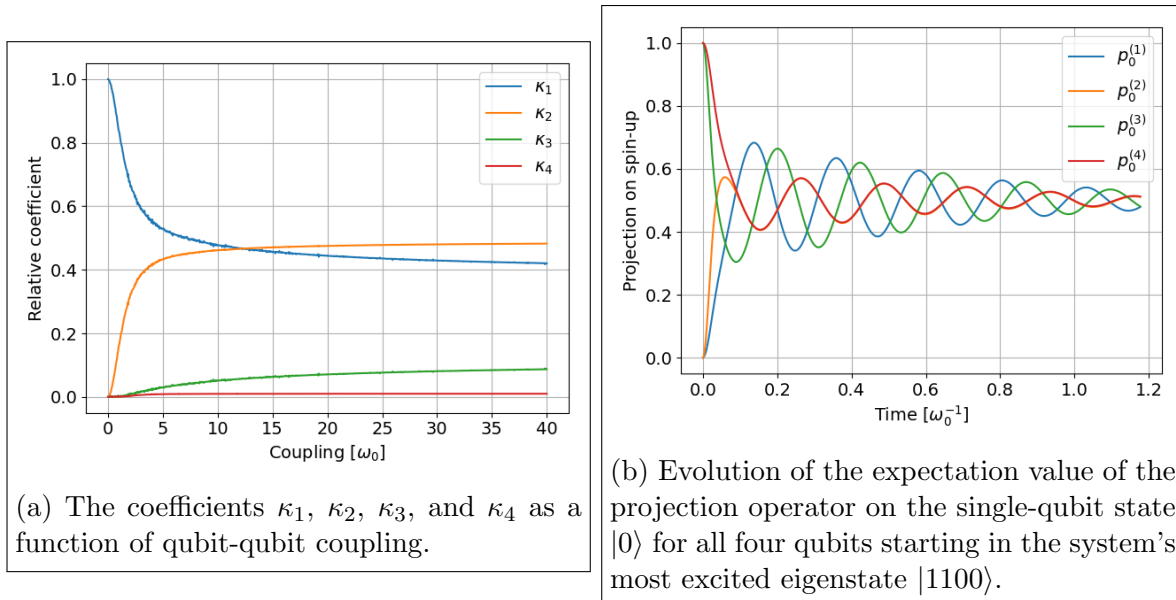 1.0
0.8
0.6
0.4
0.2
0.0
Relative coefficient
κ₁
κ₂
κ₃
κ₄
0 5 10 15 20 25 30 35 40
Coupling [ω₀]
(a) The coefficients κ₁, κ₂, κ₃, and κ₄ as a
function of qubit-qubit coupling.
1.0
0.8
0.6
0.4
0.2
0.0
Projection on spin-up
p₀⁽¹⁾
p₀⁽²⁾
p₀⁽³⁾
p₀⁽⁴⁾
0.0 0.2 0.4 0.6 0.8 1.0 1.2
Time [ω₀⁻¹]
(b) Evolution of the expectation value of the
projection operator on the single-qubit state
|0⟩ for all four qubits starting in the system's
most excited eigenstate |1100⟩.